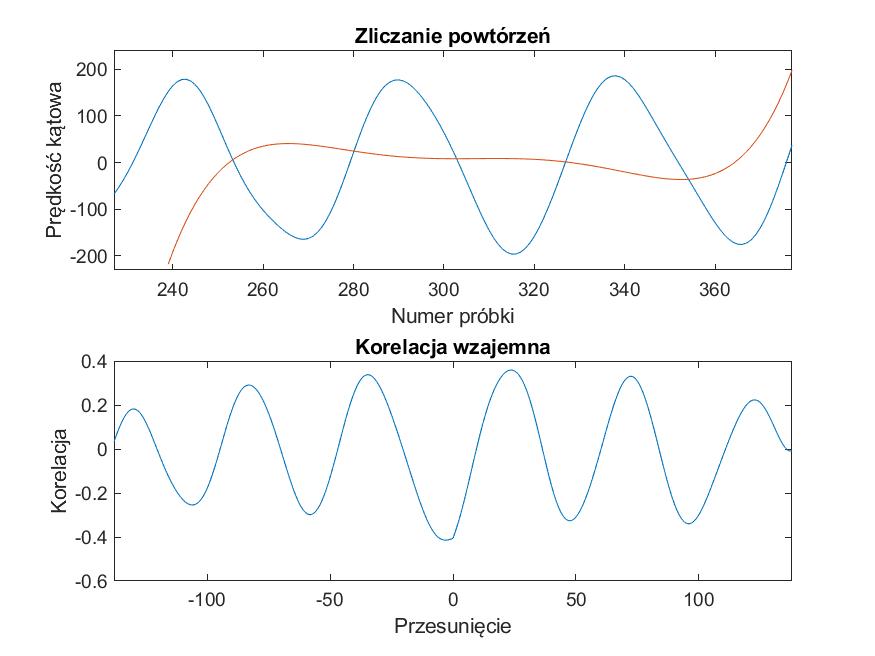 Zliczanie powtórzeń
200
100
0
-100
-200
Prędkość kątowa
240 260 280 300 320 340 360
Numer próbki
Korelacja wzajemna
0.4
0.2
0
-0.2
-0.4
-0.6
Korelacja
-100 -50 0 50 100
Przesunięcie